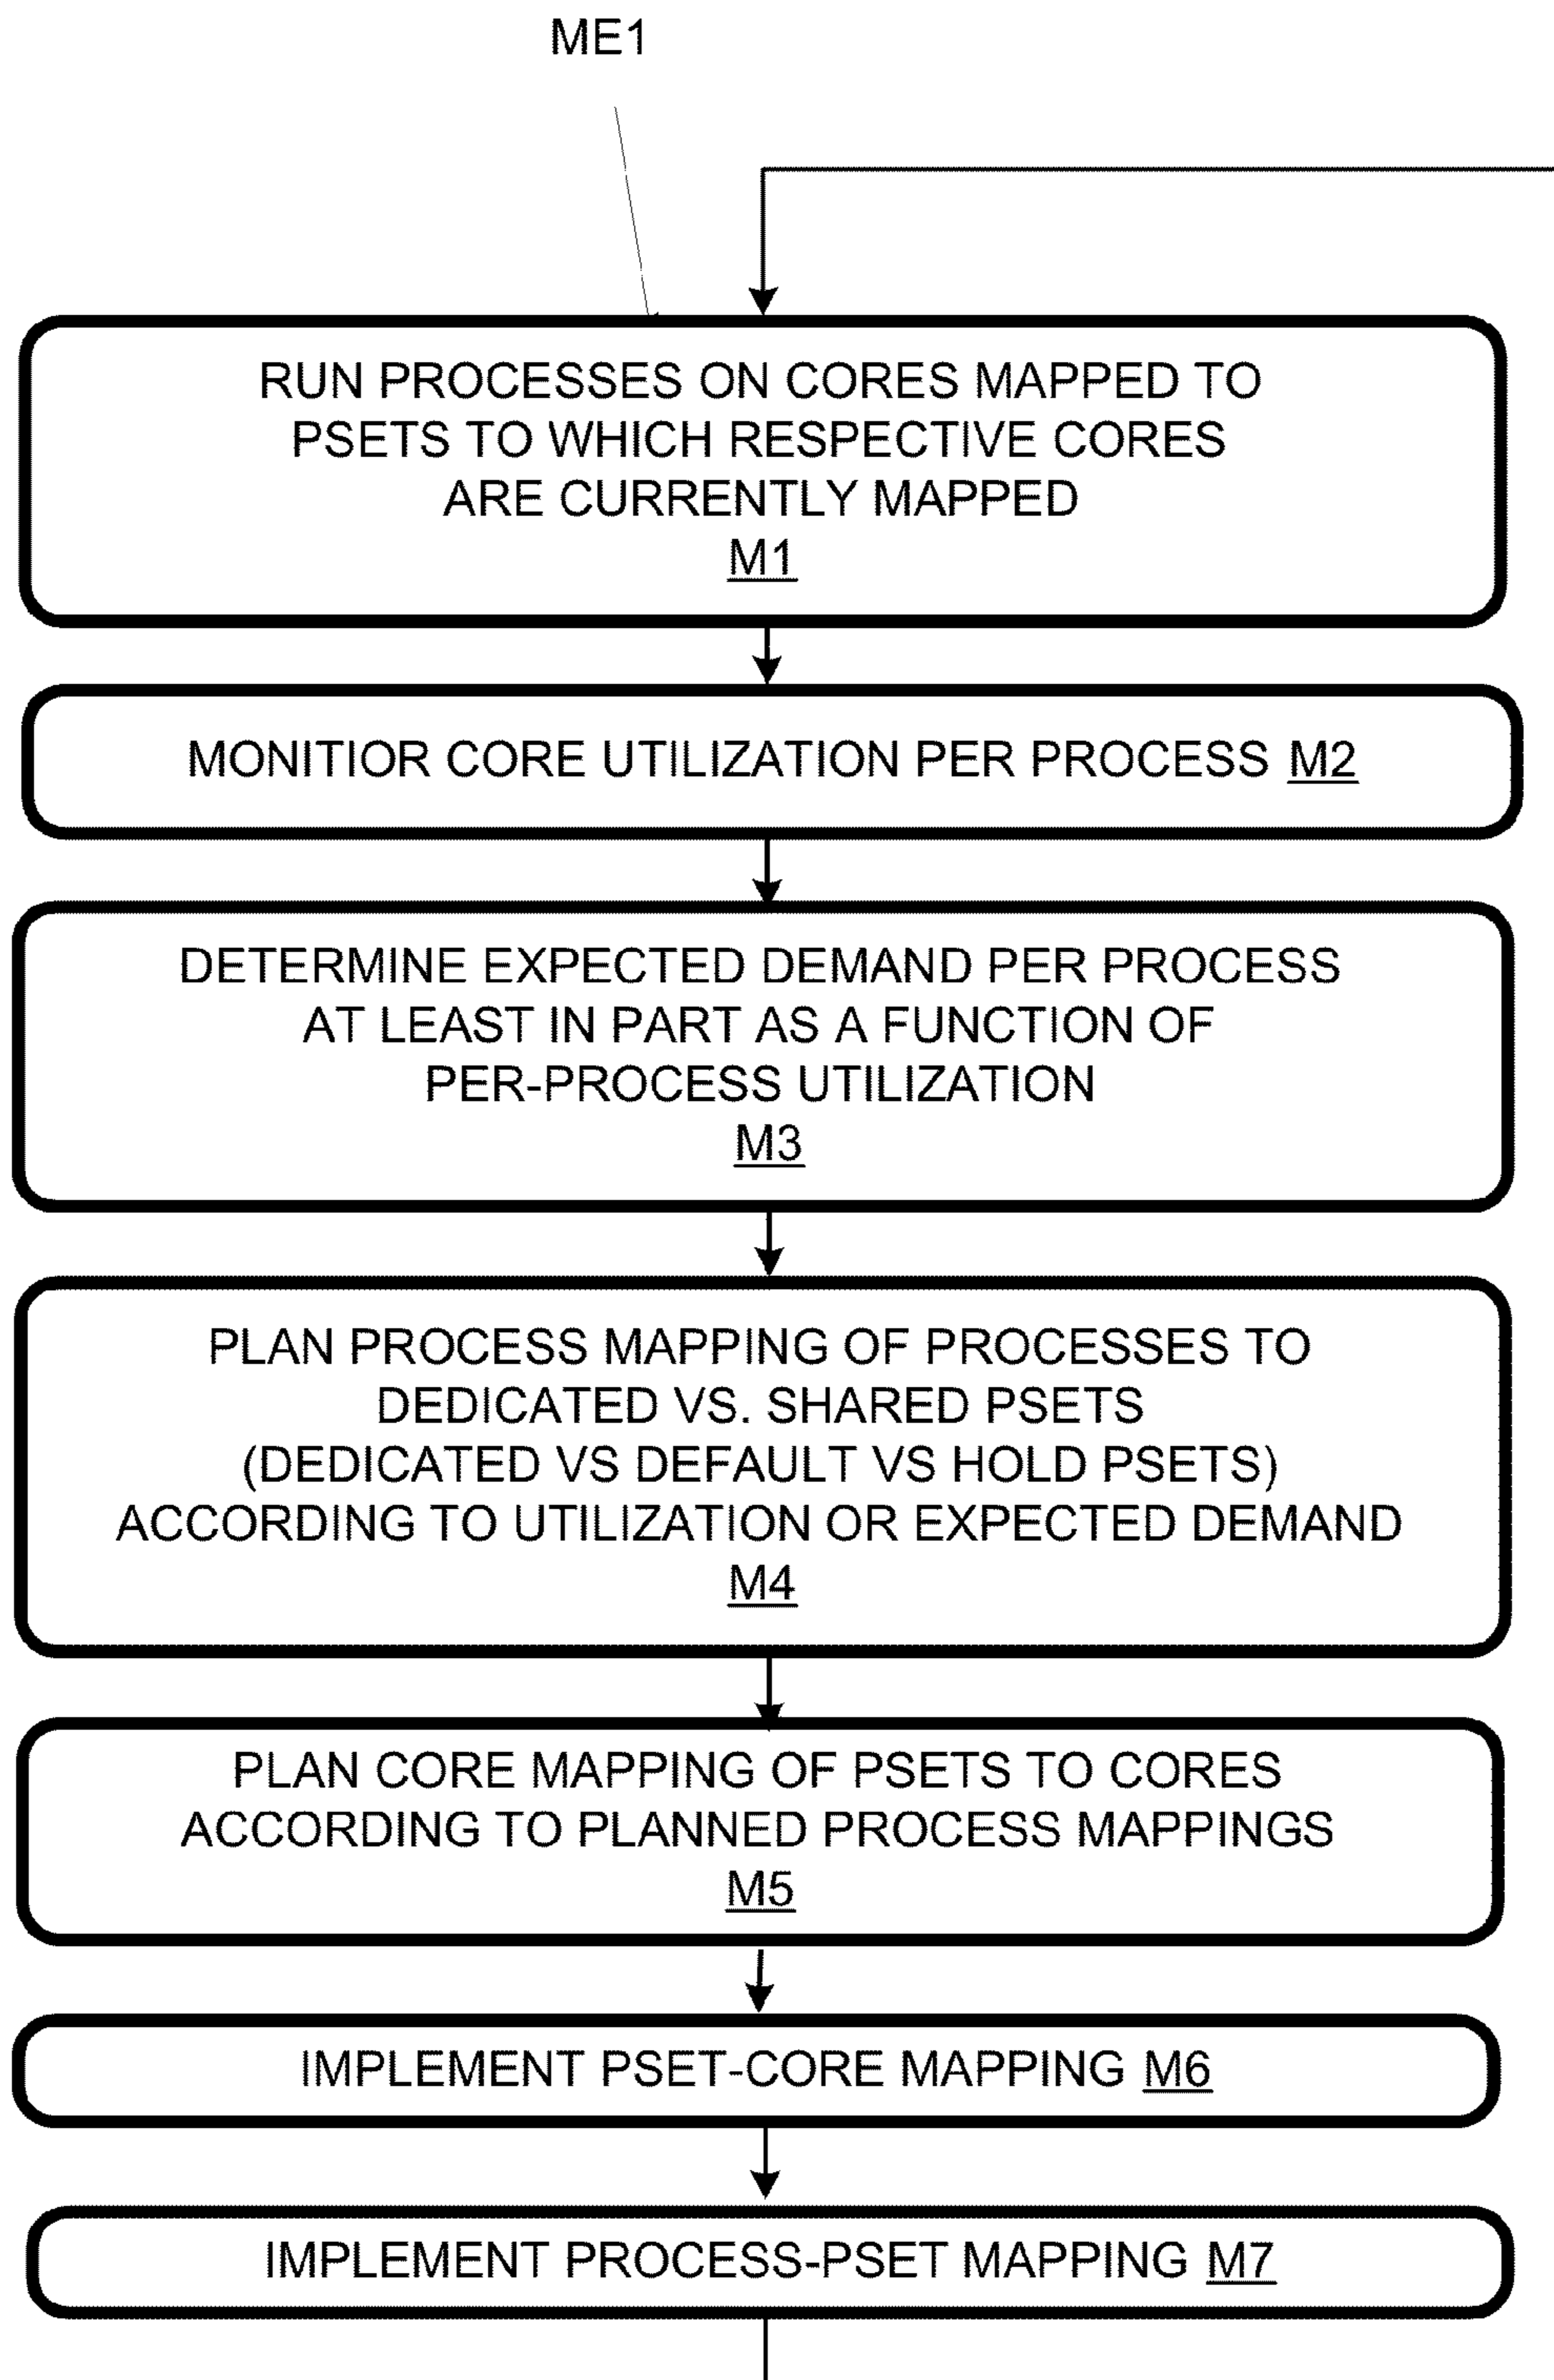 ME1
RUN PROCESSES ON CORES MAPPED TO
PSETS TO WHICH RESPECTIVE CORES
ARE CURRENTLY MAPPED
M1
MONITIOR CORE UTILIZATION PER PROCESS M2
DETERMINE EXPECTED DEMAND PER PROCESS
AT LEAST IN PART AS A FUNCTION OF
PER-PROCESS UTILIZATION
M3
PLAN PROCESS MAPPING OF PROCESSES TO
DEDICATED VS. SHARED PSETS
(DEDICATED VS DEFAULT VS HOLD PSETS)
ACCORDING TO UTILIZATION OR EXPECTED DEMAND
M4
PLAN CORE MAPPING OF PSETS TO CORES
ACCORDING TO PLANNED PROCESS MAPPINGS
M5
IMPLEMENT PSET-CORE MAPPING M6
IMPLEMENT PROCESS-PSET MAPPING M7